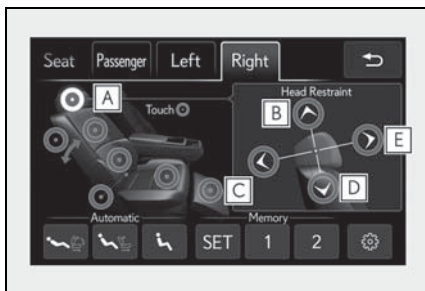 Seat Passenger Left Right
A
Touch
Head Restraint
B
E
C
D
Automatic
Memory
SET 1 2